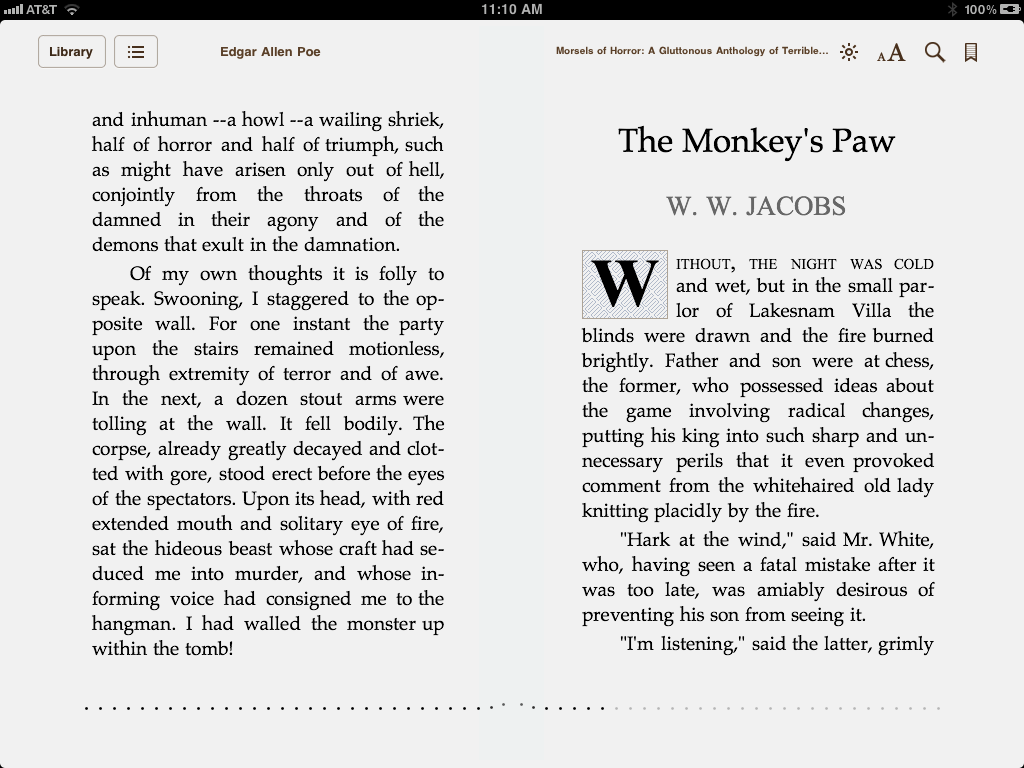 AT&T
11:10 AM
100%
Library
Edgar Allen Poe
Morsels of Horror: A Gluttonous Anthology of Terrible...
AA
and inhuman --a howl --a wailing shriek,
half of horror and half of triumph, such
as might have arisen only out of hell,
conjointly from the throats of the
damned in their agony and of the
demons that exult in the damnation.
Of my own thoughts it is folly to
speak. Swooning, I staggered to the op-
posite wall. For one instant the party
upon the stairs remained motionless,
through extremity of terror and of awe.
In the next, a dozen stout arms were
tolling at the wall. It fell bodily. The
corpse, already greatly decayed and clot-
ted with gore, stood erect before the eyes
of the spectators. Upon its head, with red
extended mouth and solitary eye of fire,
sat the hideous beast whose craft had se-
duced me into murder, and whose in-
forming voice had consigned me to the
hangman. I had walled the monster up
within the tomb!
The Monkey's Paw
W. W. JACOBS
WITHOUT, THE NIGHT WAS COLD
and wet, but in the small par-
lor of Lakesnam Villa the
blinds were drawn and the fire burned
brightly. Father and son were at chess,
the former, who possessed ideas about
the game involving radical changes,
putting his king into such sharp and un-
necessary perils that it even provoked
comment from the whitehaired old lady
knitting placidly by the fire.
"Hark at the wind," said Mr. White,
who, having seen a fatal mistake after it
was too late, was amiably desirous of
preventing his son from seeing it.
"I'm listening," said the latter, grimly